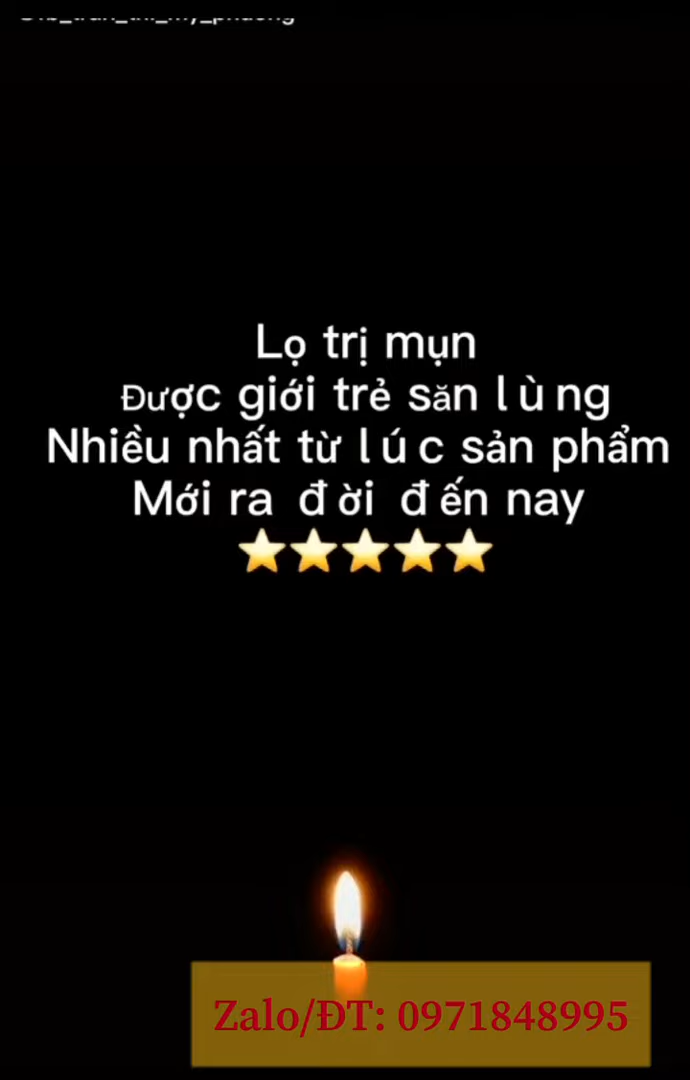 Lọ trị mụn
Được giới trẻ săn lùng
Nhiều nhất từ lúc sản phẩm
Mới ra đời đến nay
Zalo/ĐT: 0971848995